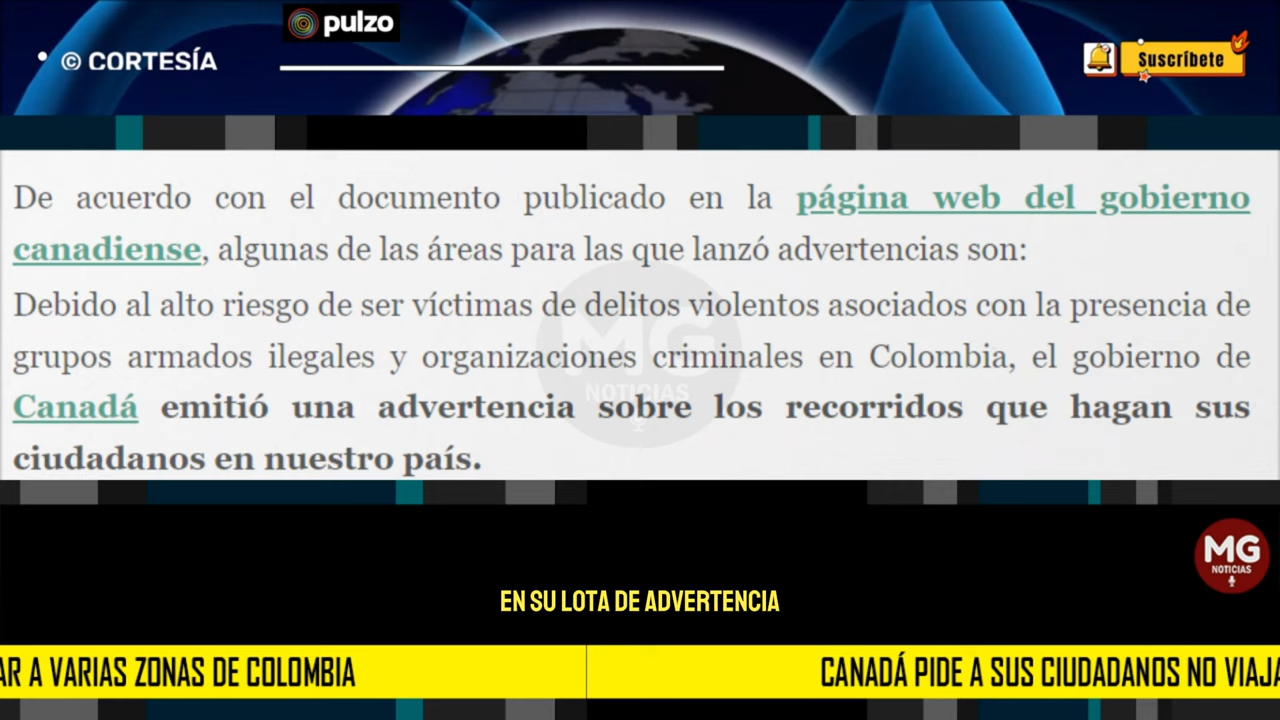 pulzo
© CORTESÍA
Suscríbete
De acuerdo con el documento publicado en la página web del gobierno
canadiense, algunas de las áreas para las que lanzó advertencias son:
Debido al alto riesgo de ser víctimas de delitos violentos asociados con la presencia de
grupos armados ilegales y organizaciones criminales en Colombia, el gobierno de
Canadá emitió una advertencia sobre los recorridos que hagan sus
ciudadanos en nuestro país.
MG
NOTICIAS
MG
NOTICIAS
EN SU LOTA DE ADVERTENCIA
AR A VARIAS ZONAS DE COLOMBIA
CANADÁ PIDE A SUS CIUDADANOS NO VIAJA